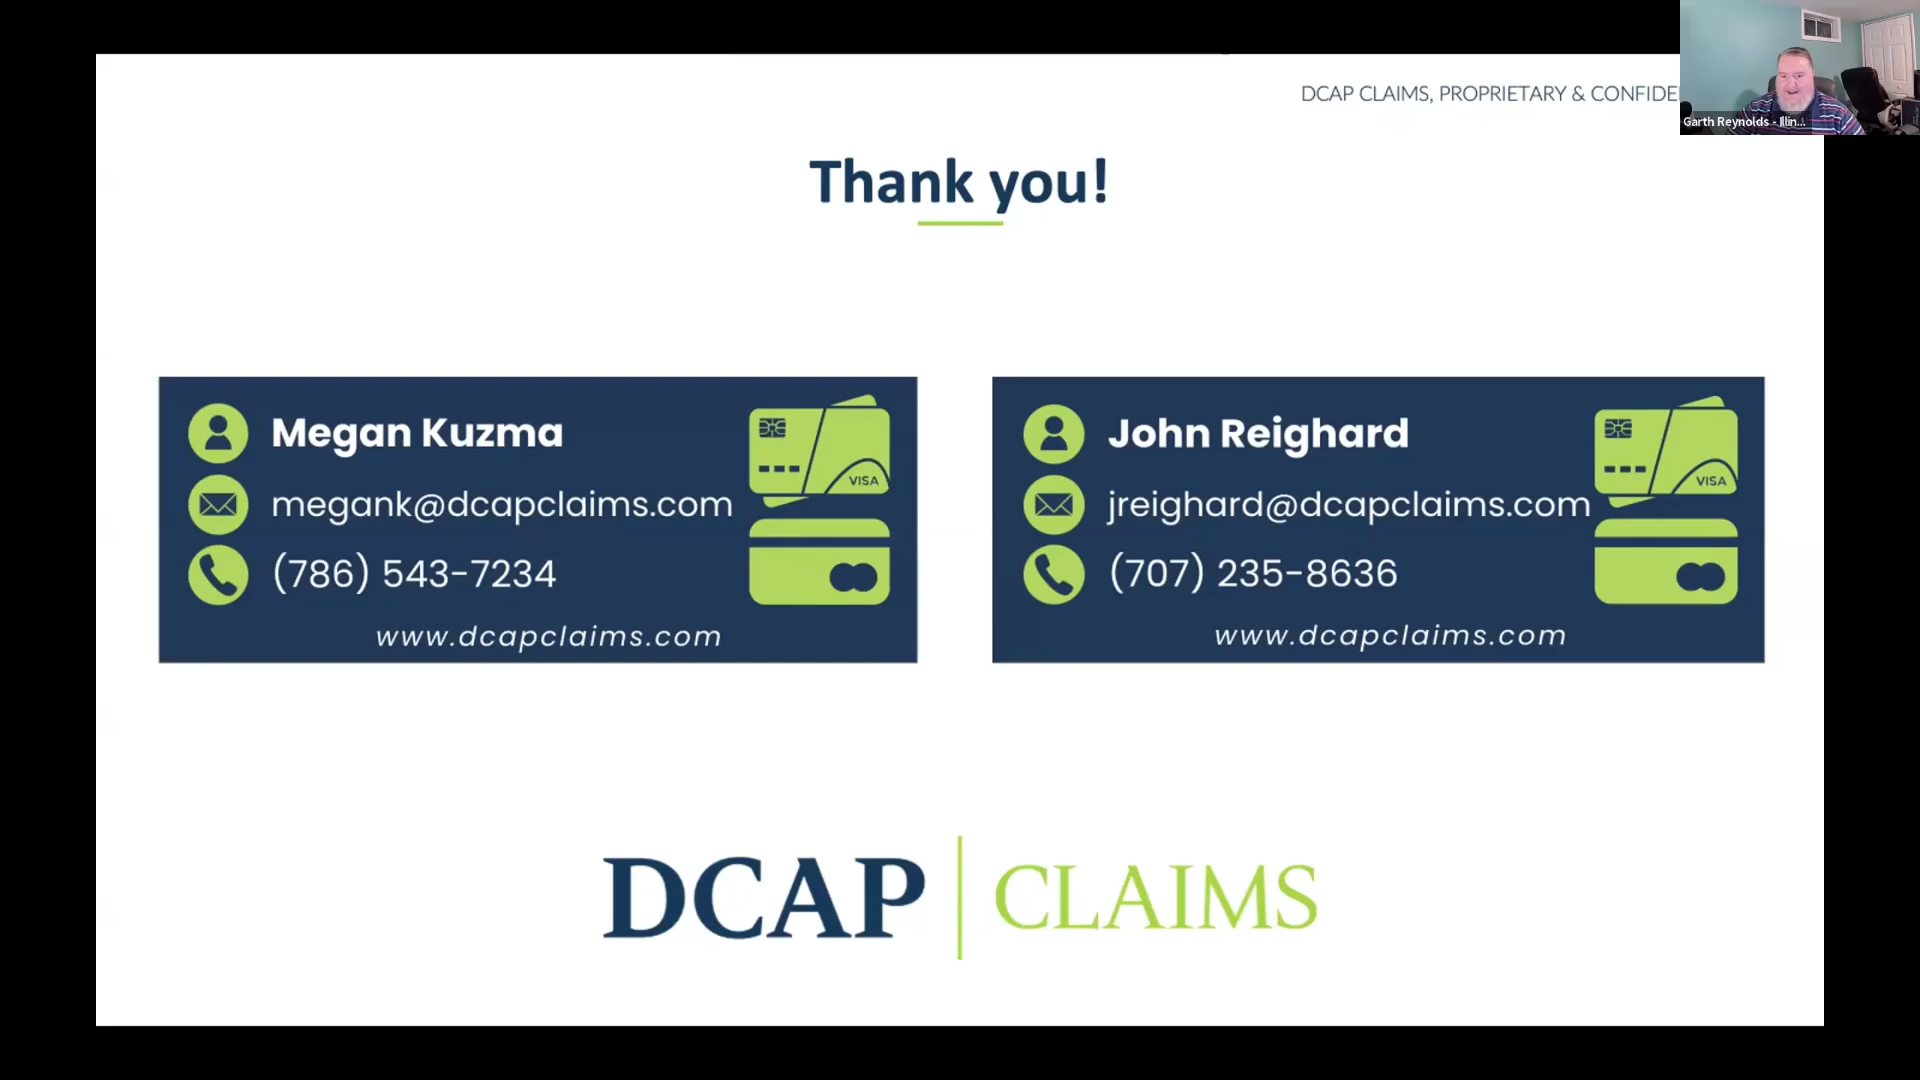 DCAP CLAIMS, PROPRIETARY & CONFIDE
Garth Reynolds - Illin...
Thank you!
Megan Kuzma
VISA
megank@dcapclaims.com
(786) 543-7234
www.dcapclaims.com
John Reighard
VISA
jreighard@dcapclaims.com
(707) 235-8636
www.dcapclaims.com
DCAP CLAIMS